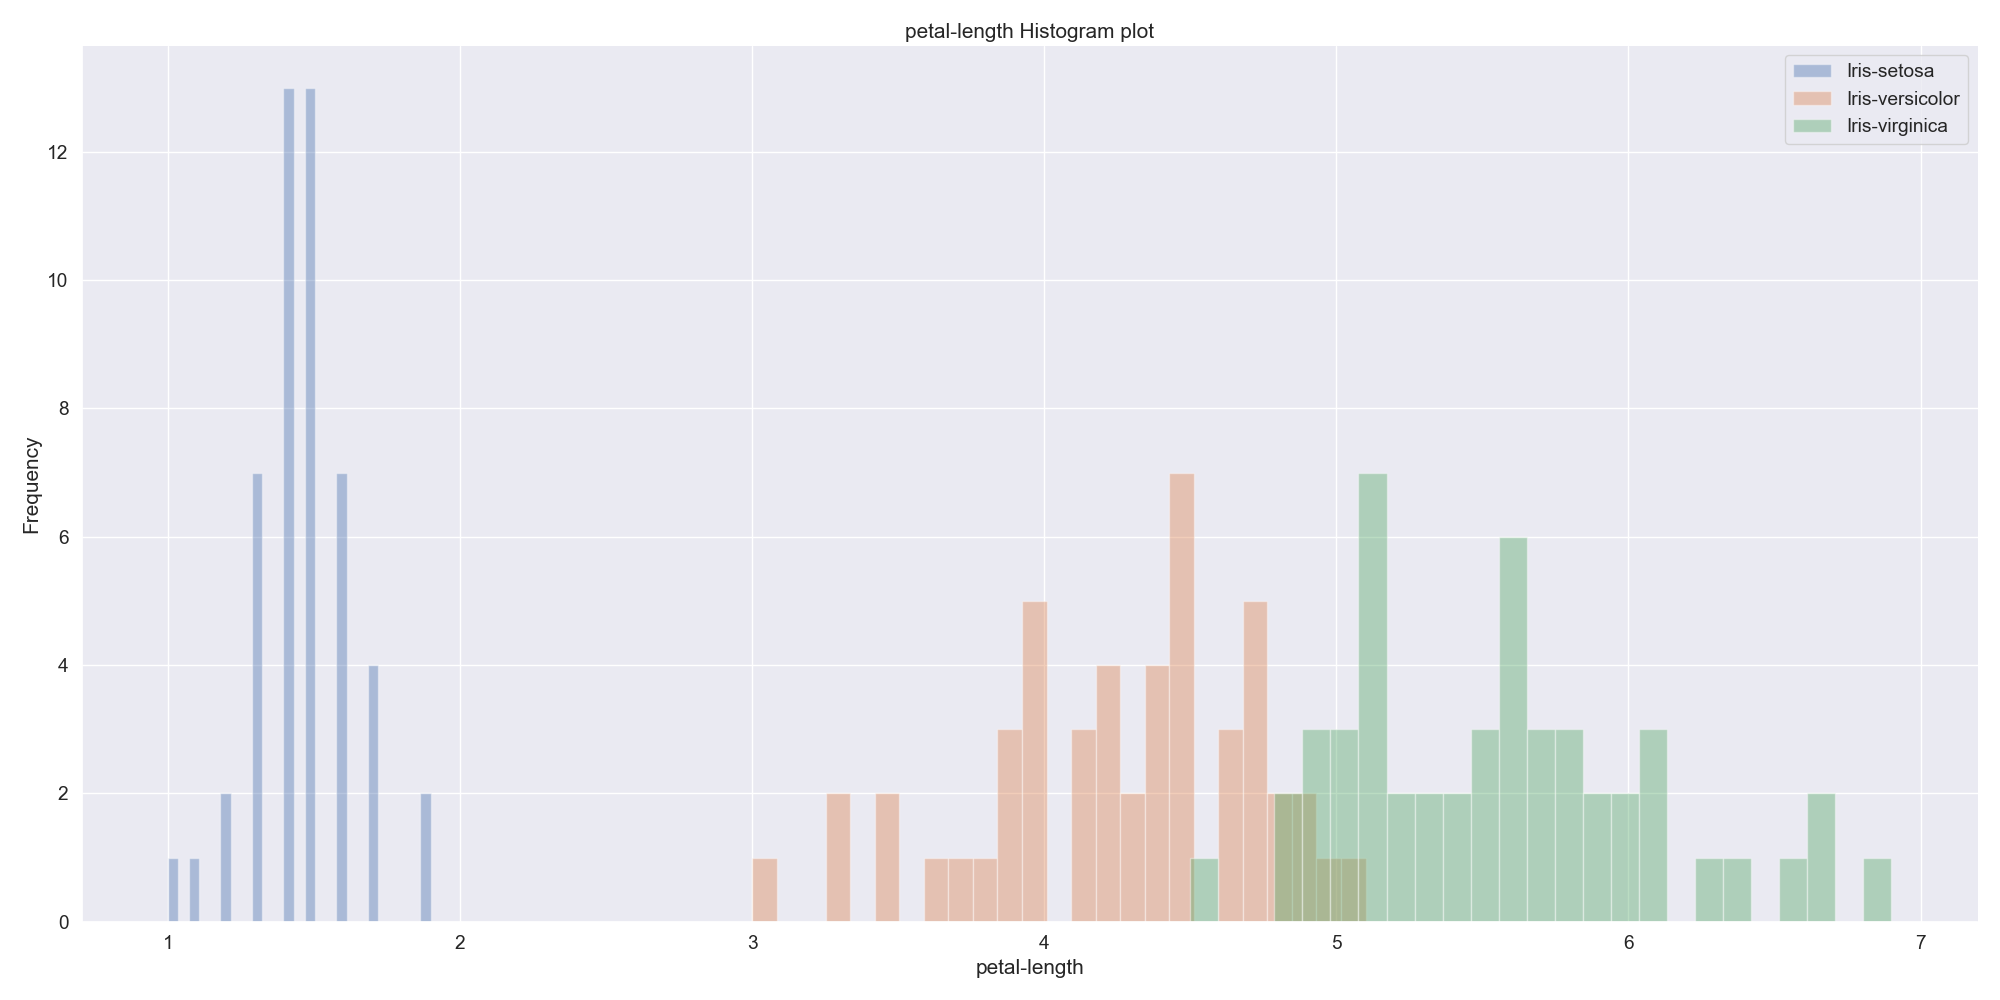 petal-length Histogram plot
Iris-setosa
Iris-versicolor
Iris-virginica
12
10
8
6
4
2
0
Frequency
1 2 3 4 5 6 7
petal-length